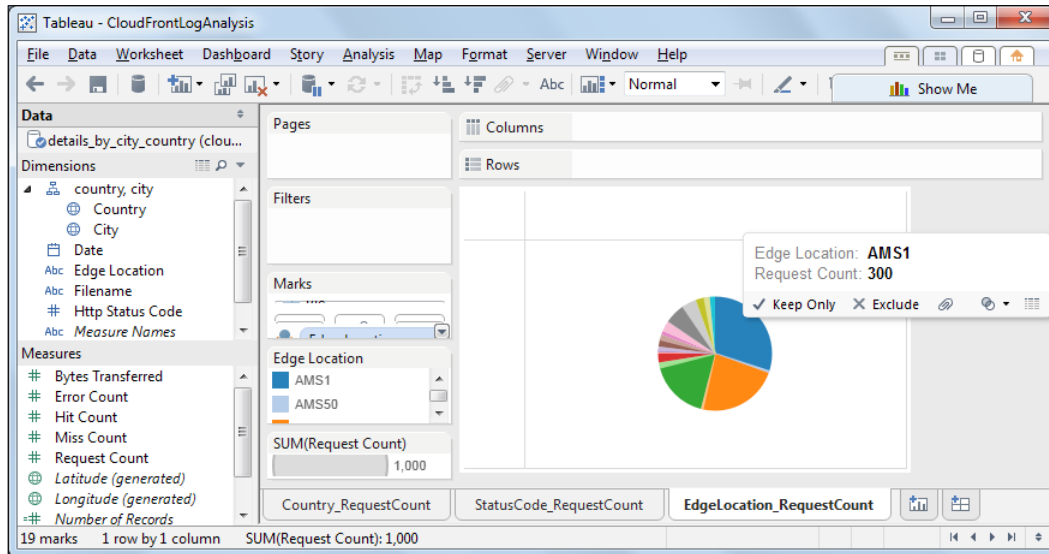 Tableau - CloudFrontLogAnalysis
File Data Worksheet Dashboard Story Analysis Map Format Server Window Help
Abc Normal Show Me
Data
details_by_city_country (clou...
Dimensions
country, city
Country
City
Date
Abc Edge Location
Abc Filename
# Http Status Code
Abc Measure Names
Measures
# Bytes Transferred
# Error Count
# Hit Count
# Miss Count
# Request Count
Latitude (generated)
Longitude (generated)
=# Number of Records
Pages
Filters
Marks
Edge Location
AMS1
AMS50
SUM(Request Count)
1,000
Columns
Rows
Edge Location: AMS1
Request Count: 300
Keep Only Exclude
Country_RequestCount StatusCode_RequestCount EdgeLocation_RequestCount
19 marks 1 row by 1 column SUM(Request Count): 1,000